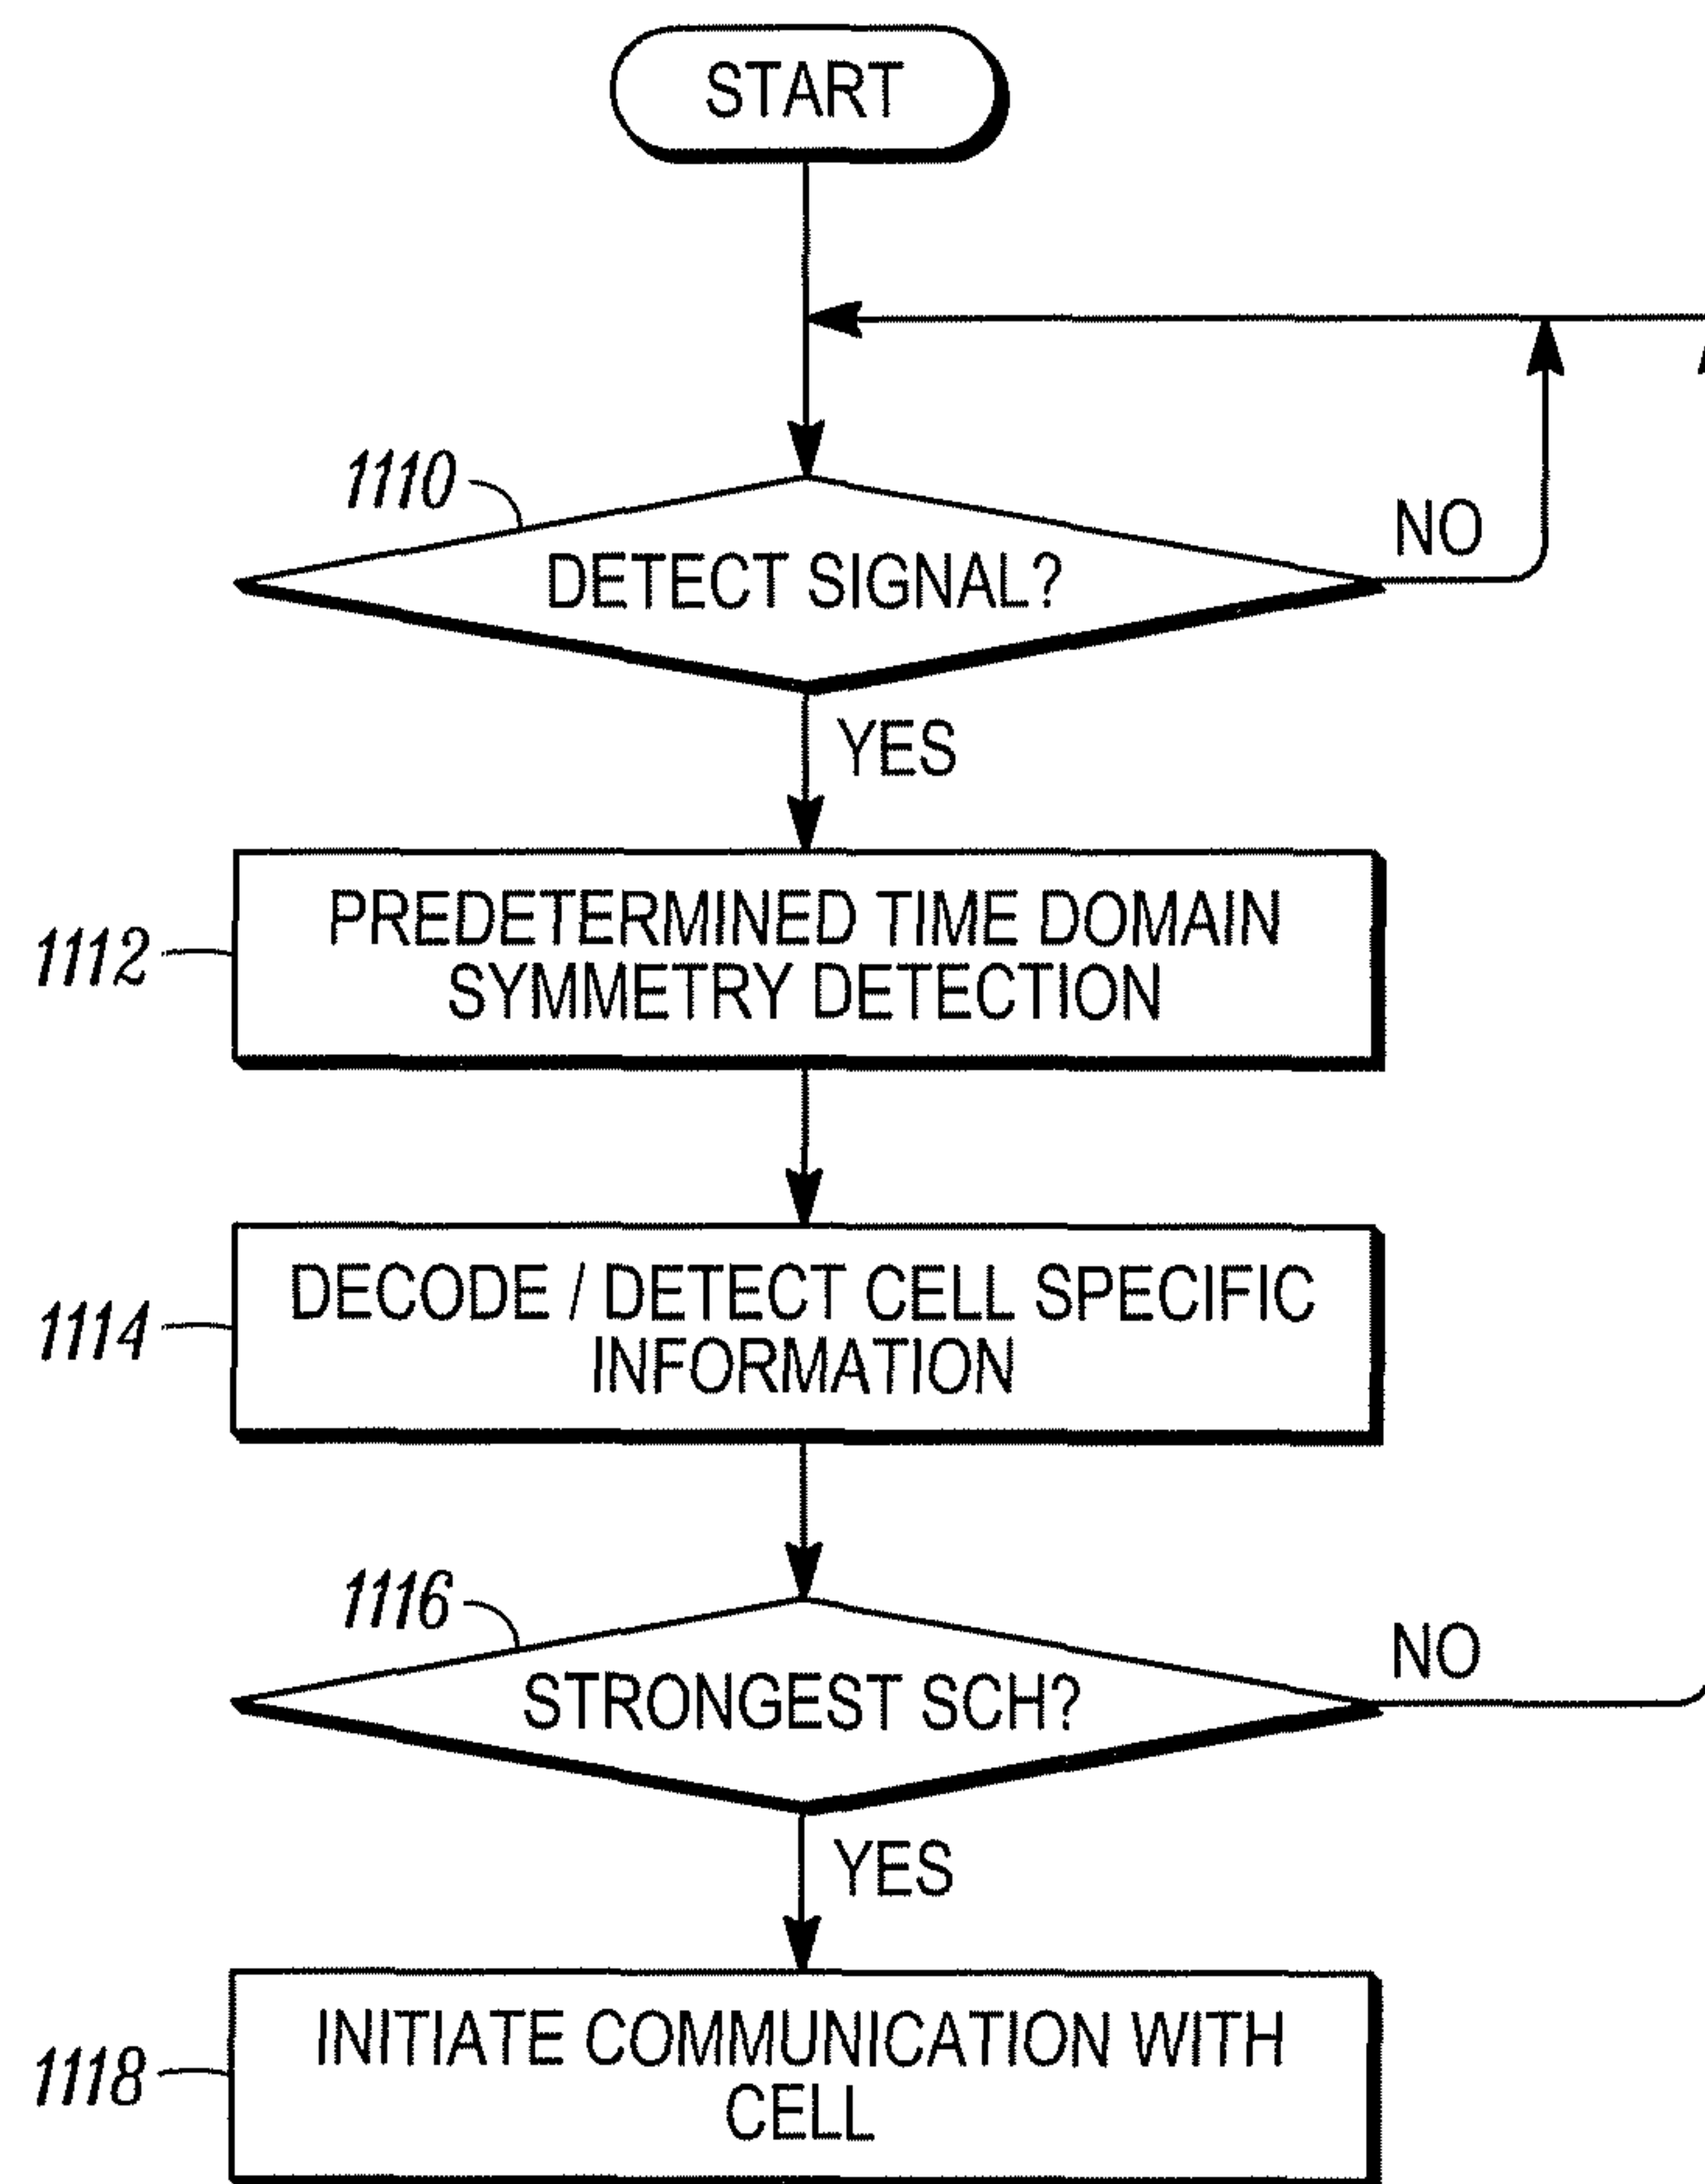 START
1110
DETECT SIGNAL?
NO
YES
1112
PREDETERMINED TIME DOMAIN
SYMMETRY DETECTION
1114
DECODE / DETECT CELL SPECIFIC
INFORMATION
1116
STRONGEST SCH?
NO
YES
1118
INITIATE COMMUNICATION WITH
CELL